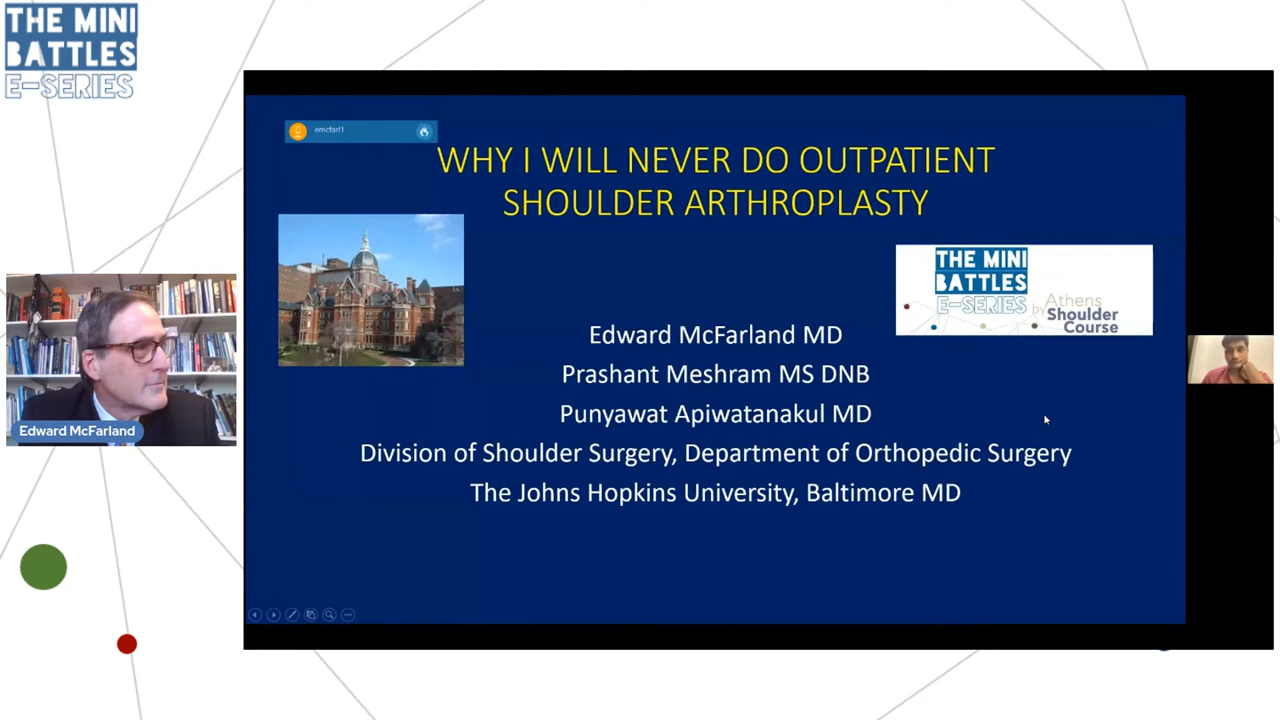 THE MINI
BATTLES
E-SERIES
emcfarl1
WHY I WILL NEVER DO OUTPATIENT
SHOULDER ARTHROPLASTY
THE MINI
BATTLES
E-SERIES
by Athens
Shoulder
Course
Edward McFarland MD
Prashant Meshram MS DNB
Punyawat Apiwatanakul MD
Division of Shoulder Surgery, Department of Orthopedic Surgery
The Johns Hopkins University, Baltimore MD
Edward McFarland